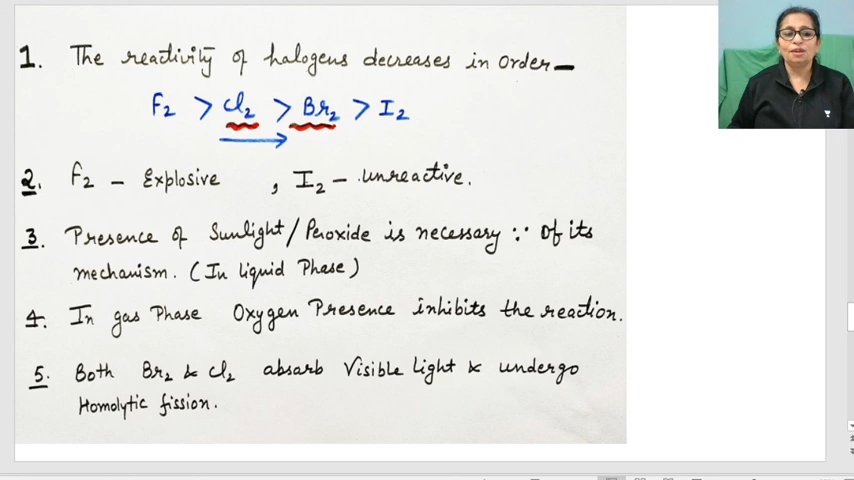 1. The reactivity of halogens decreases in order-
F2 > Cl2 > Br2 > I2
2. F2 - Explosive , I2 - unreactive.
3. Presence of Sunlight/Peroxide is necessary ∵ Of its
mechanism. (In liquid Phase)
4. In gas Phase Oxygen Presence inhibits the reaction.
5. Both Br2 & Cl2 absarb Visible light & undergo
Homolytic fission.